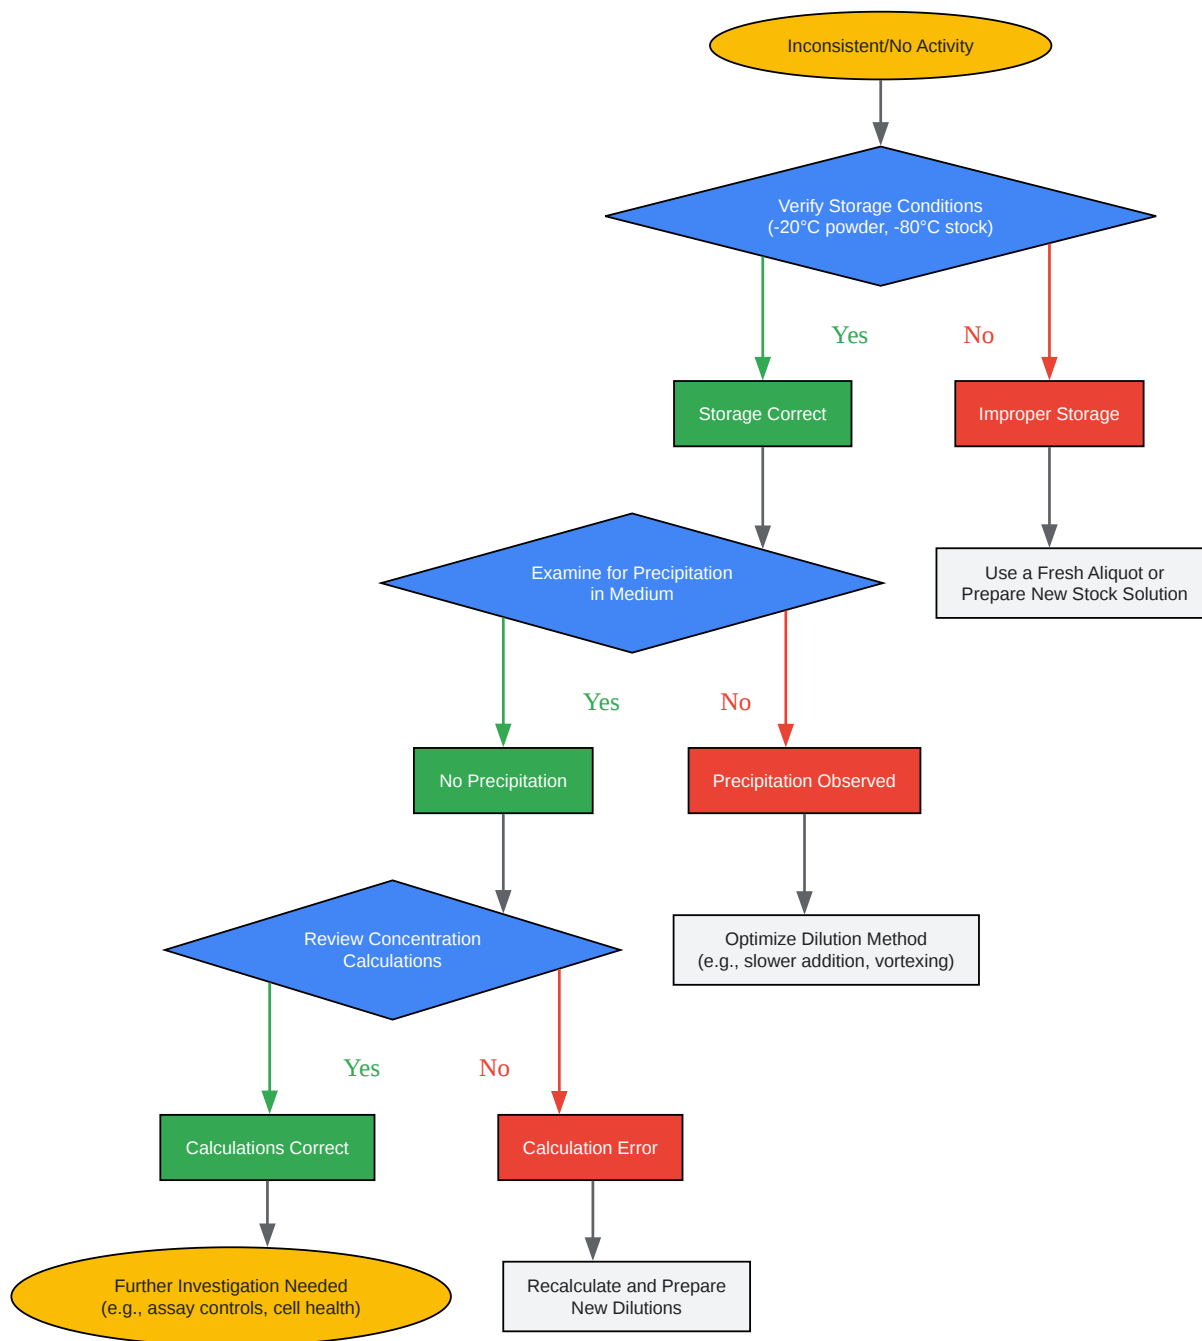 Inconsistent/No Activity
Verify Storage Conditions
(-20°C powder, -80°C stock)
Yes
No
Storage Correct
Improper Storage
Examine for Precipitation
in Medium
Use a Fresh Aliquot or
Prepare New Stock Solution
Yes
No
No Precipitation
Precipitation Observed
Review Concentration
Calculations
Optimize Dilution Method
(e.g., slower addition, vortexing)
Yes
No
Calculations Correct
Calculation Error
Further Investigation Needed
(e.g., assay controls, cell health)
Recalculate and Prepare
New Dilutions